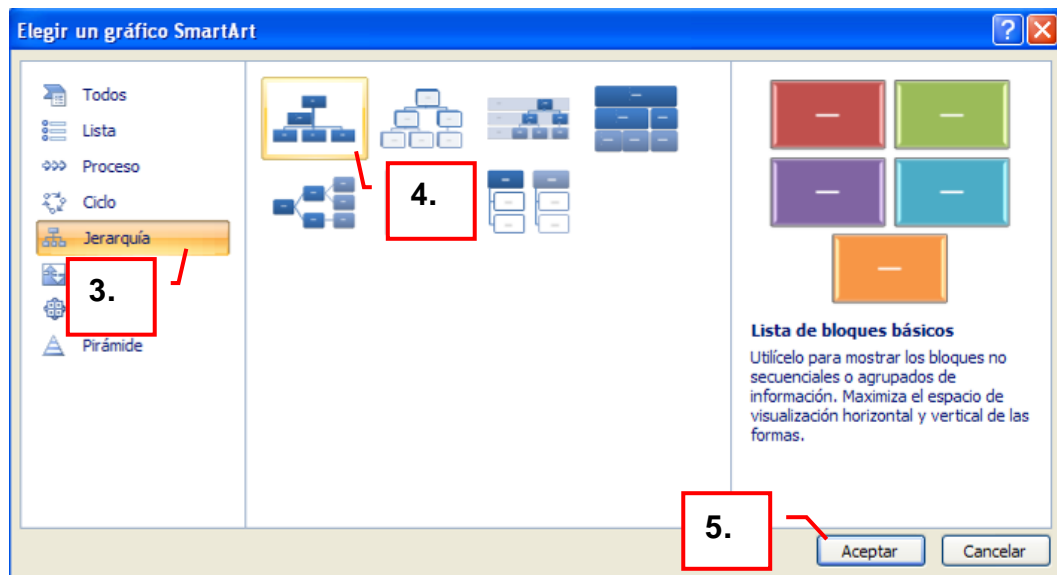 Elegir un gráfico SmartArt
Todos
Lista
Proceso
Ciclo
Jerarquía
3.
Pirámide
4.
Lista de bloques básicos
Utilícelo para mostrar los bloques no
secuenciales o agrupados de
información. Maximiza el espacio de
visualización horizontal y vertical de las
formas.
5.
Aceptar
Cancelar